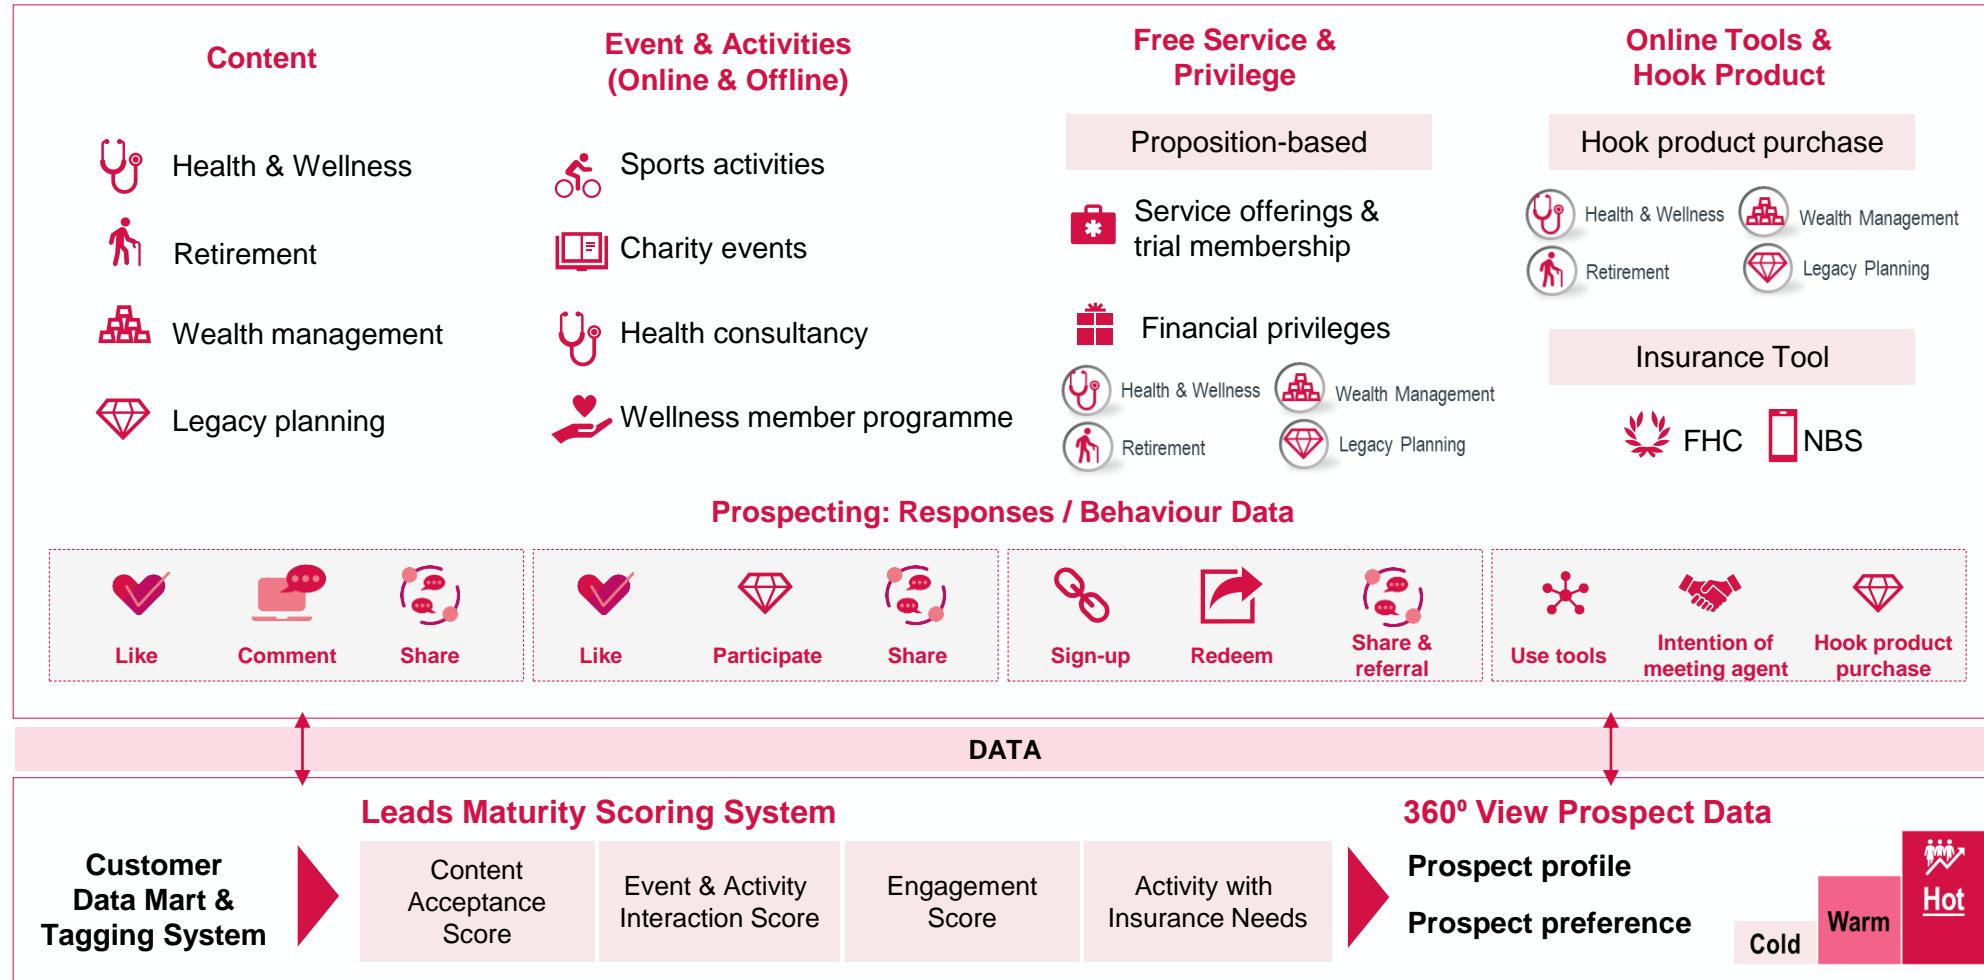 Content
Health & Wellness
Retirement
Wealth management
Legacy planning
Event & Activities
(Online & Offline)
Sports activities
Charity events
Health consultancy
Wellness member programme
Free Service &
Privilege
Proposition-based
Service offerings &
trial membership
Financial privileges
Health & Wellness
Wealth Management
Retirement
Legacy Planning
Online Tools &
Hook Product
Hook product purchase
Health & Wellness
Wealth Management
Retirement
Legacy Planning
Insurance Tool
FHC
NBS
Prospecting: Responses / Behaviour Data
Like
Comment
Share
Like
Participate
Share
Sign-up
Redeem
Share &
referral
Use tools
Intention of
meeting agent
Hook product
purchase
DATA
Customer
Data Mart &
Tagging System
Leads Maturity Scoring System
Content
Acceptance
Score
Event & Activity
Interaction Score
Engagement
Score
Activity with
Insurance Needs
360⁰ View Prospect Data
Prospect profile
Prospect preference
Cold
Warm
Hot